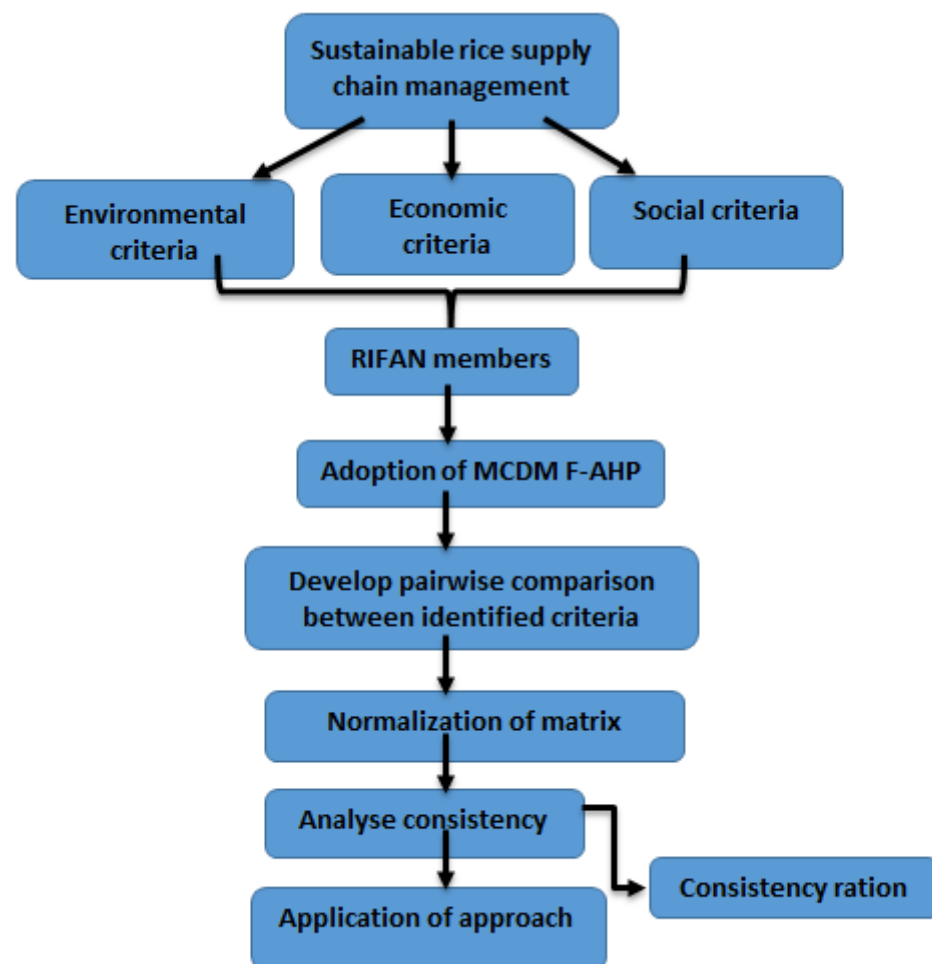 Sustainable rice supply
chain management
Environmental
criteria
Economic
criteria
Social criteria
RIFAN members
Adoption of MCDM F-AHP
Develop pairwise comparison
between identified criteria
Normalization of matrix
Analyse consistency
Consistency ration
Application of approach